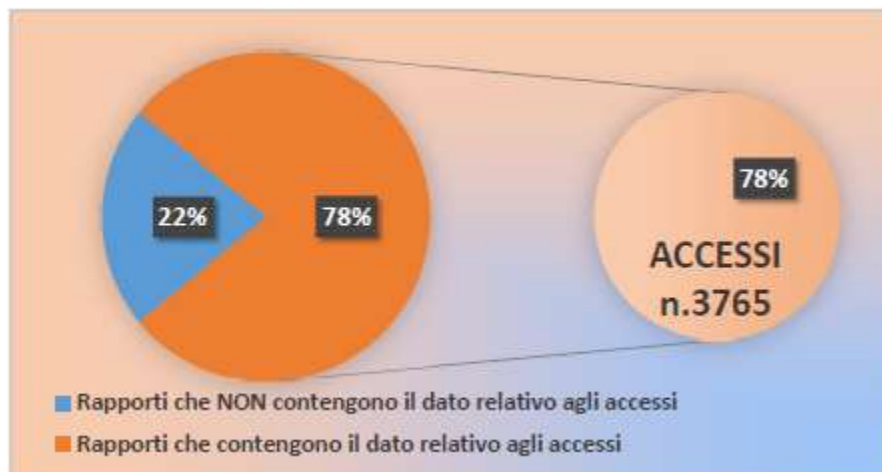 22%
78%
78%
ACCESSI
n.3765
Rapporti che NON contengono il dato relativo agli accessi
Rapporti che contengono il dato relativo agli accessi